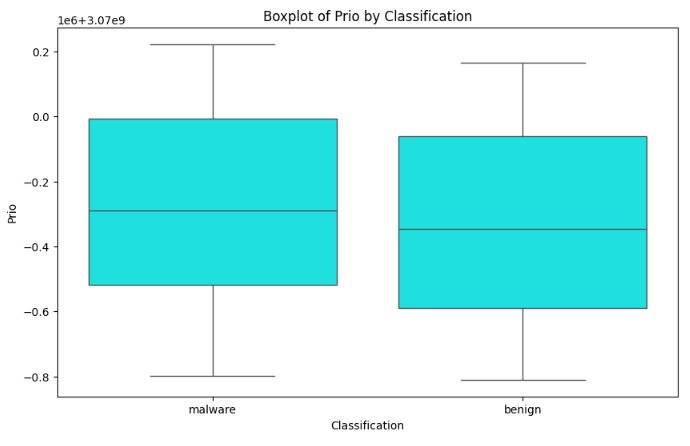 Boxplot of Prio by Classification
1e6+3.07e9
0.2
0.0
−0.2
−0.4
−0.6
−0.8
Prio
malware
benign
Classification